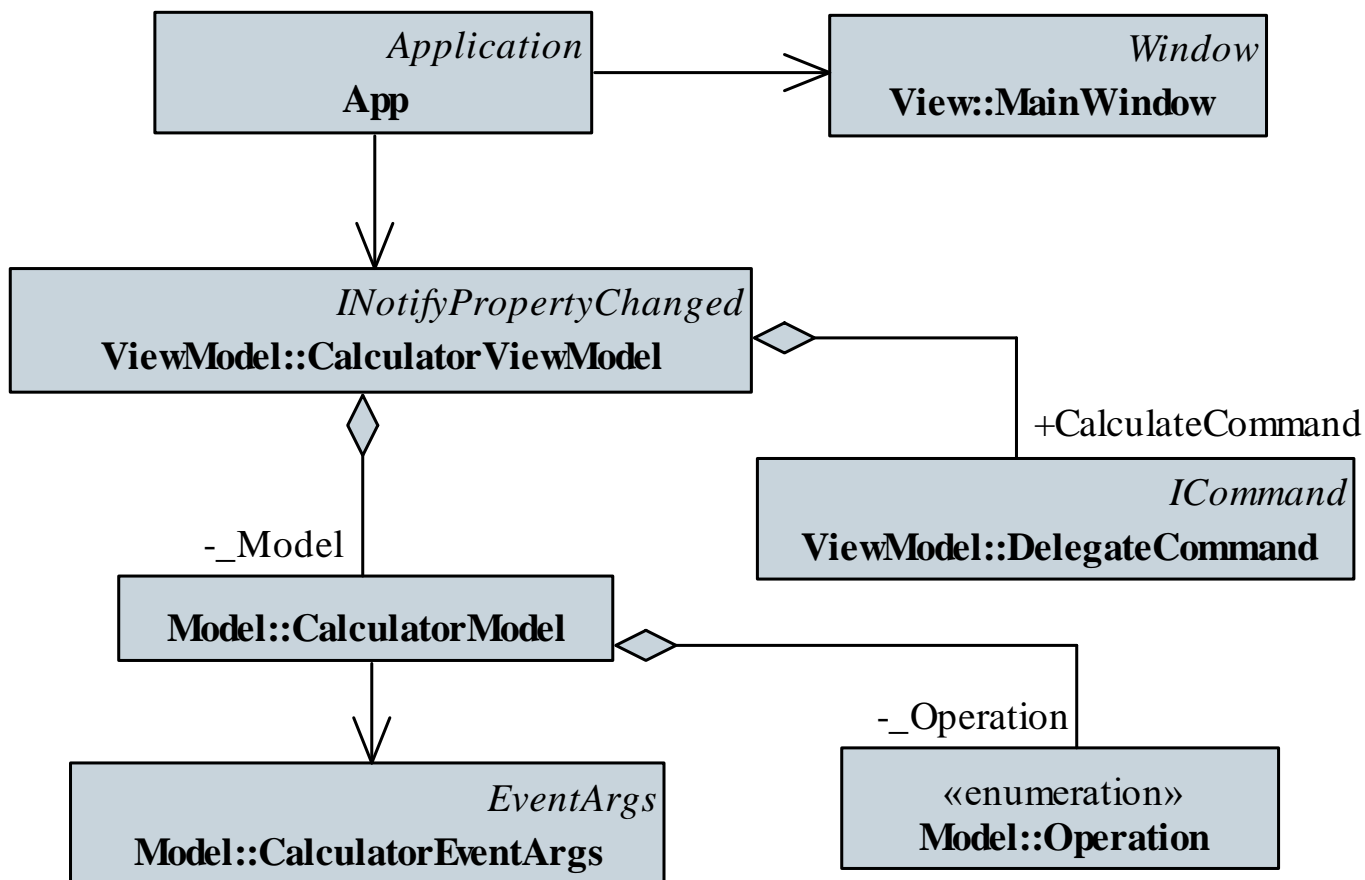 Application
App
Window
View::MainWindow
INotifyPropertyChanged
ViewModel::CalculatorViewModel
+CalculateCommand
ICommand
ViewModel::DelegateCommand
-_Model
Model::CalculatorModel
-_Operation
«enumeration»
Model::Operation
EventArgs
Model::CalculatorEventArgs